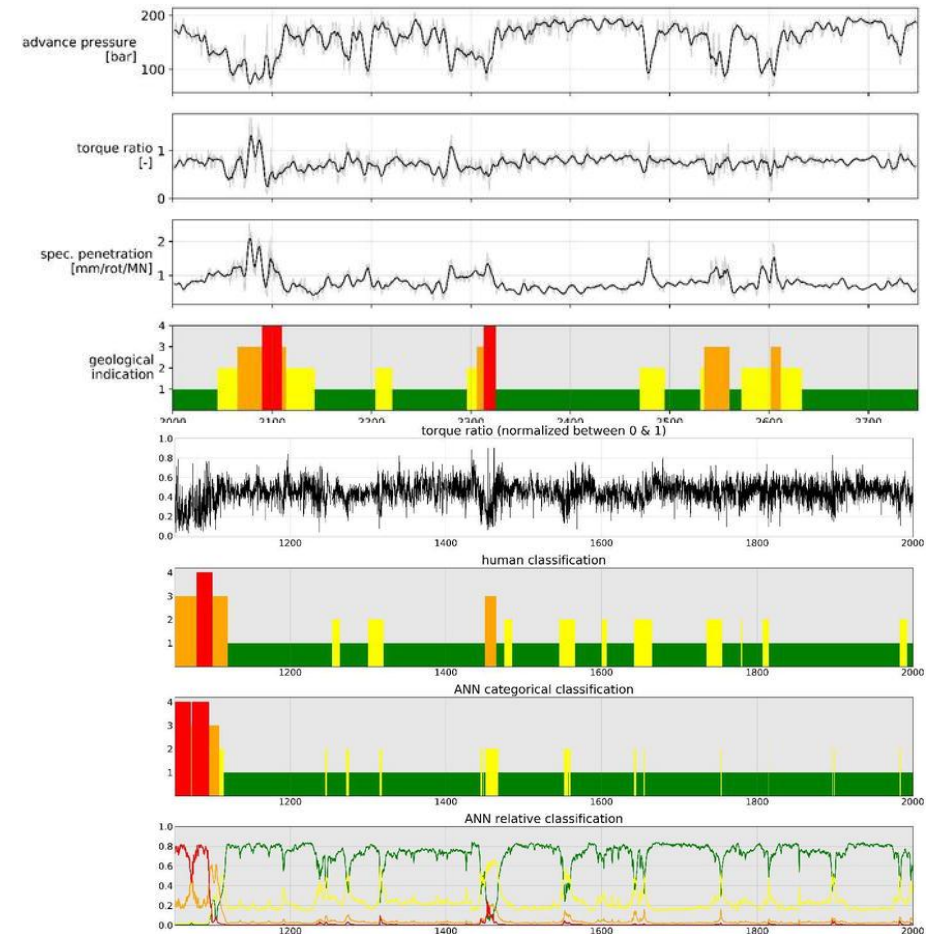 200
advance pressure
[bar]
100
torque ratio
[-]
1
0
spec. penetration
[mm/rot/MN]
2
1
geological
indication
4
3
2
1
2000 2100 2200 2300 2400 2500 2600 2700
torque ratio (normalized between 0 & 1)
1.0
0.8
0.6
0.4
0.2
0.0
1200 1400 1600 1800 2000
human classification
4
3
2
1
1200 1400 1600 1800 2000
ANN categorical classification
4
3
2
1
1200 1400 1600 1800 2000
ANN relative classification
1.0
0.8
0.6
0.4
0.2
0.0
1200 1400 1600 1800 2000